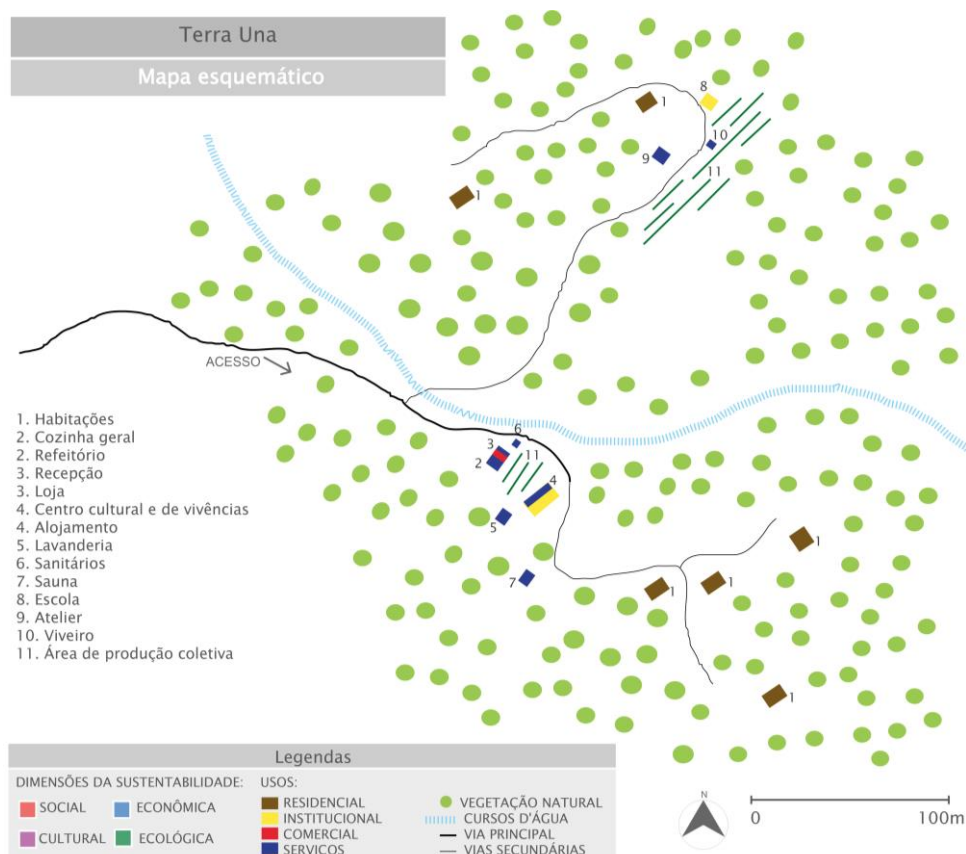 Terra Una
Mapa esquemático
1
8
10
9
11
1
ACESSO
6
3
11
2
4
5
7
1
1
1
1
1. Habitações
2. Cozinha geral
2. Refeitório
3. Recepção
3. Loja
4. Centro cultural e de vivências
4. Alojamento
5. Lavanderia
6. Sanitários
7. Sauna
8. Escola
9. Atelier
10. Viveiro
11. Área de produção coletiva
Legendas
DIMENSÕES DA SUSTENTABILIDADE:
SOCIAL
ECONÔMICA
CULTURAL
ECOLÓGICA
USOS:
RESIDENCIAL
INSTITUCIONAL
COMERCIAL
SERVIÇOS
VEGETAÇÃO NATURAL
CURSOS D'ÁGUA
VIA PRINCIPAL
VIAS SECUNDÁRIAS
N
0
100m